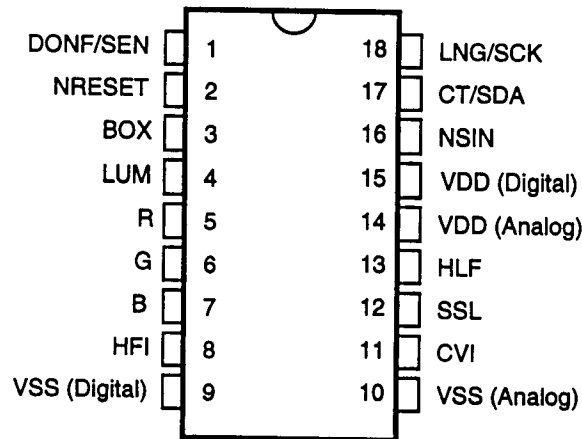 DONF/SEN 1 18 LNG/SCK
NRESET 2 17 CT/SDA
BOX 3 16 NSIN
LUM 4 15 VDD (Digital)
R 5 14 VDD (Analog)
G 6 13 HLF
B 7 12 SSL
HFI 8 11 CVI
VSS (Digital) 9 10 VSS (Analog)